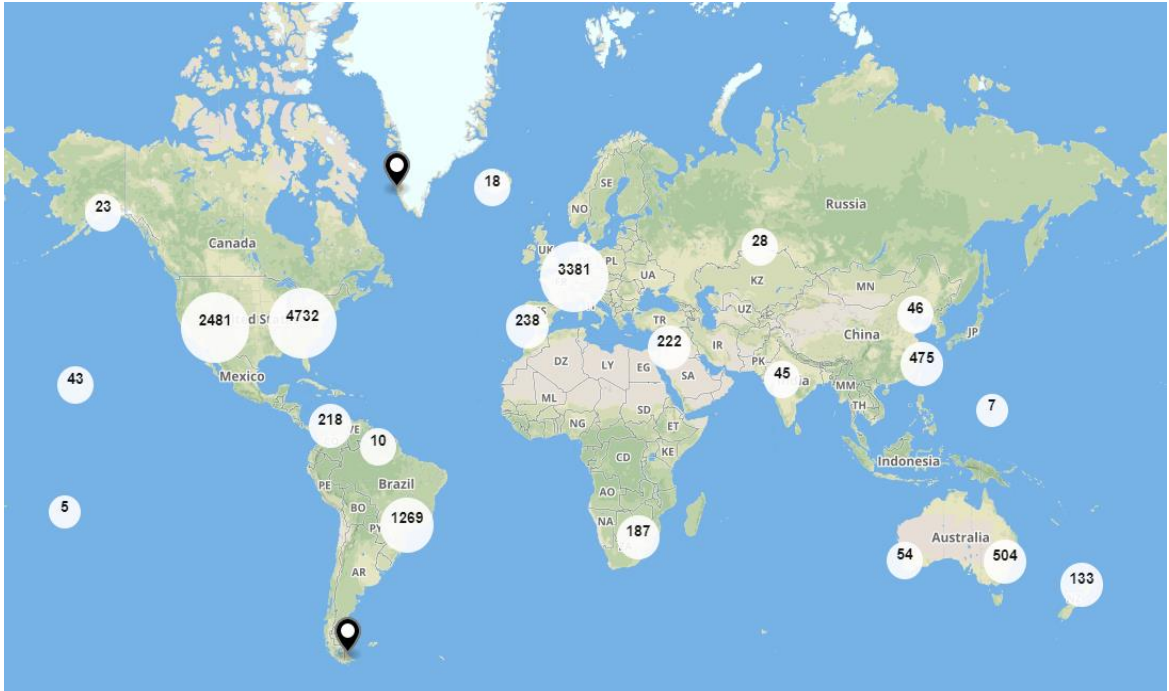 SE
18
NO
Russia
23
Canada
UK
28
PL
3381
UA
KZ
MN
2481
4732
238
TR
UZ
46
JP
222
IR
China
DZ
LY
EG
SA
PK
475
Mexico
43
45
MM
TH
ML
NG
SD
ET
7
218
VE
10
CD
KE
Indonesia
PE
Brazil
AO
BO
5
1269
PY
NA
187
Australia
54
504
AR
133